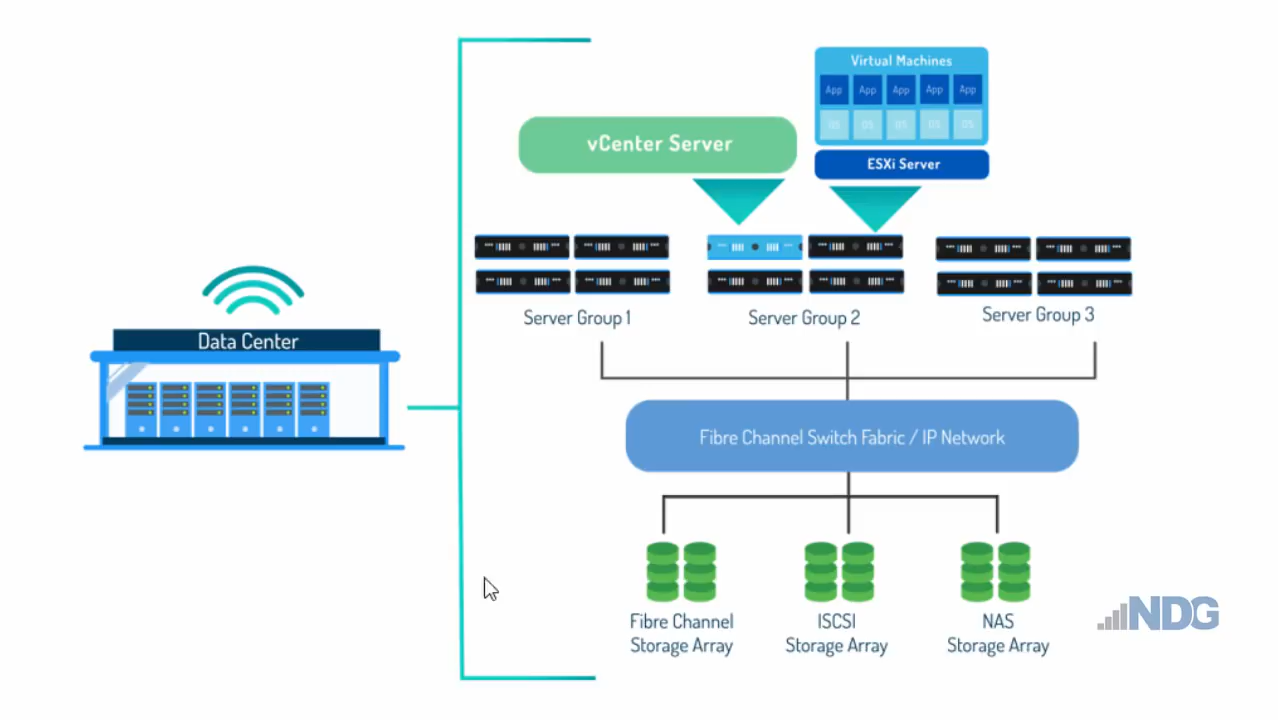 Virtual Machines
App App App App App
OS OS OS OS OS
vCenter Server
ESXi Server
Server Group 1
Server Group 2
Server Group 3
Data Center
Fibre Channel Switch Fabric / IP Network
Fibre Channel
Storage Array
ISCSI
Storage Array
NAS
Storage Array
NDG